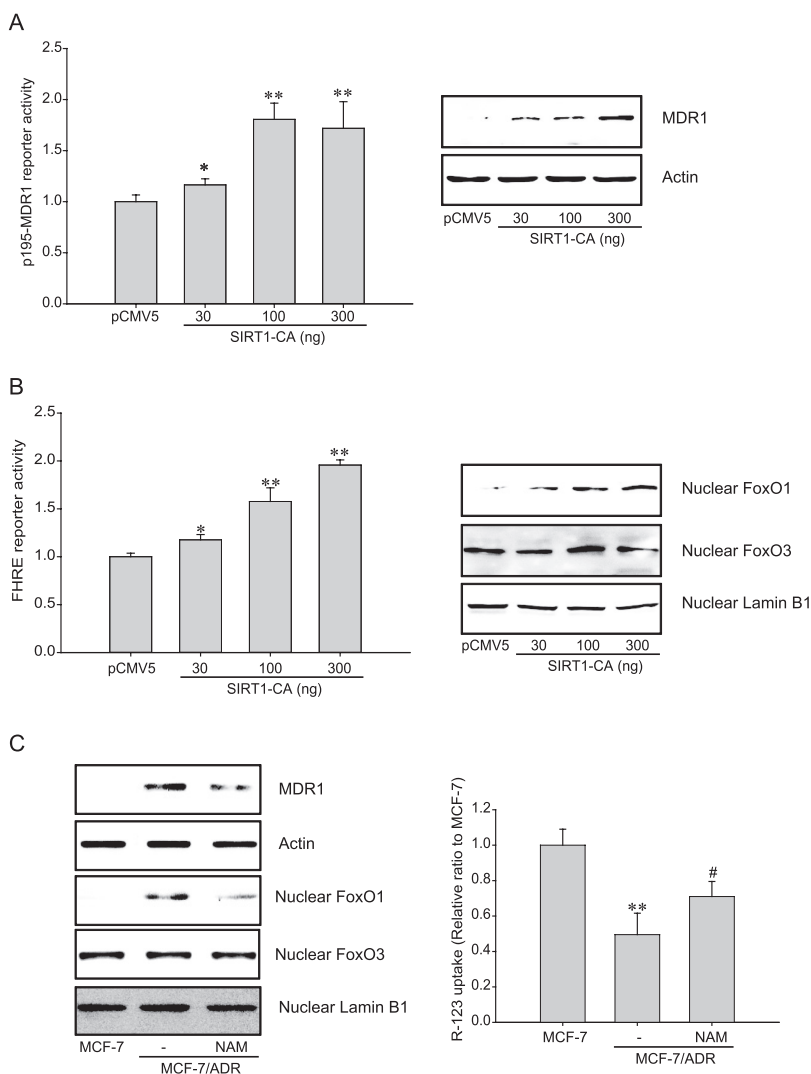 A
p195-MDR1 reporter activity
2.5
2.0
1.5
1.0
0.5
0.0
*
**
**
pCMV5 30 100 300
SIRT1-CA (ng)
MDR1
Actin
pCMV5 30 100 300
SIRT1-CA (ng)
B
FHRE reporter activity
2.5
2.0
1.5
1.0
0.5
0.0
*
**
**
pCMV5 30 100 300
SIRT1-CA (ng)
Nuclear FoxO1
Nuclear FoxO3
Nuclear Lamin B1
pCMV5 30 100 300
SIRT1-CA (ng)
C
MDR1
Actin
Nuclear FoxO1
Nuclear FoxO3
Nuclear Lamin B1
MCF-7 - NAM
MCF-7/ADR
R-123 uptake (Relative ratio to MCF-7)
1.2
1.0
0.8
0.6
0.4
0.2
0.0
**
#
MCF-7 - NAM
MCF-7/ADR